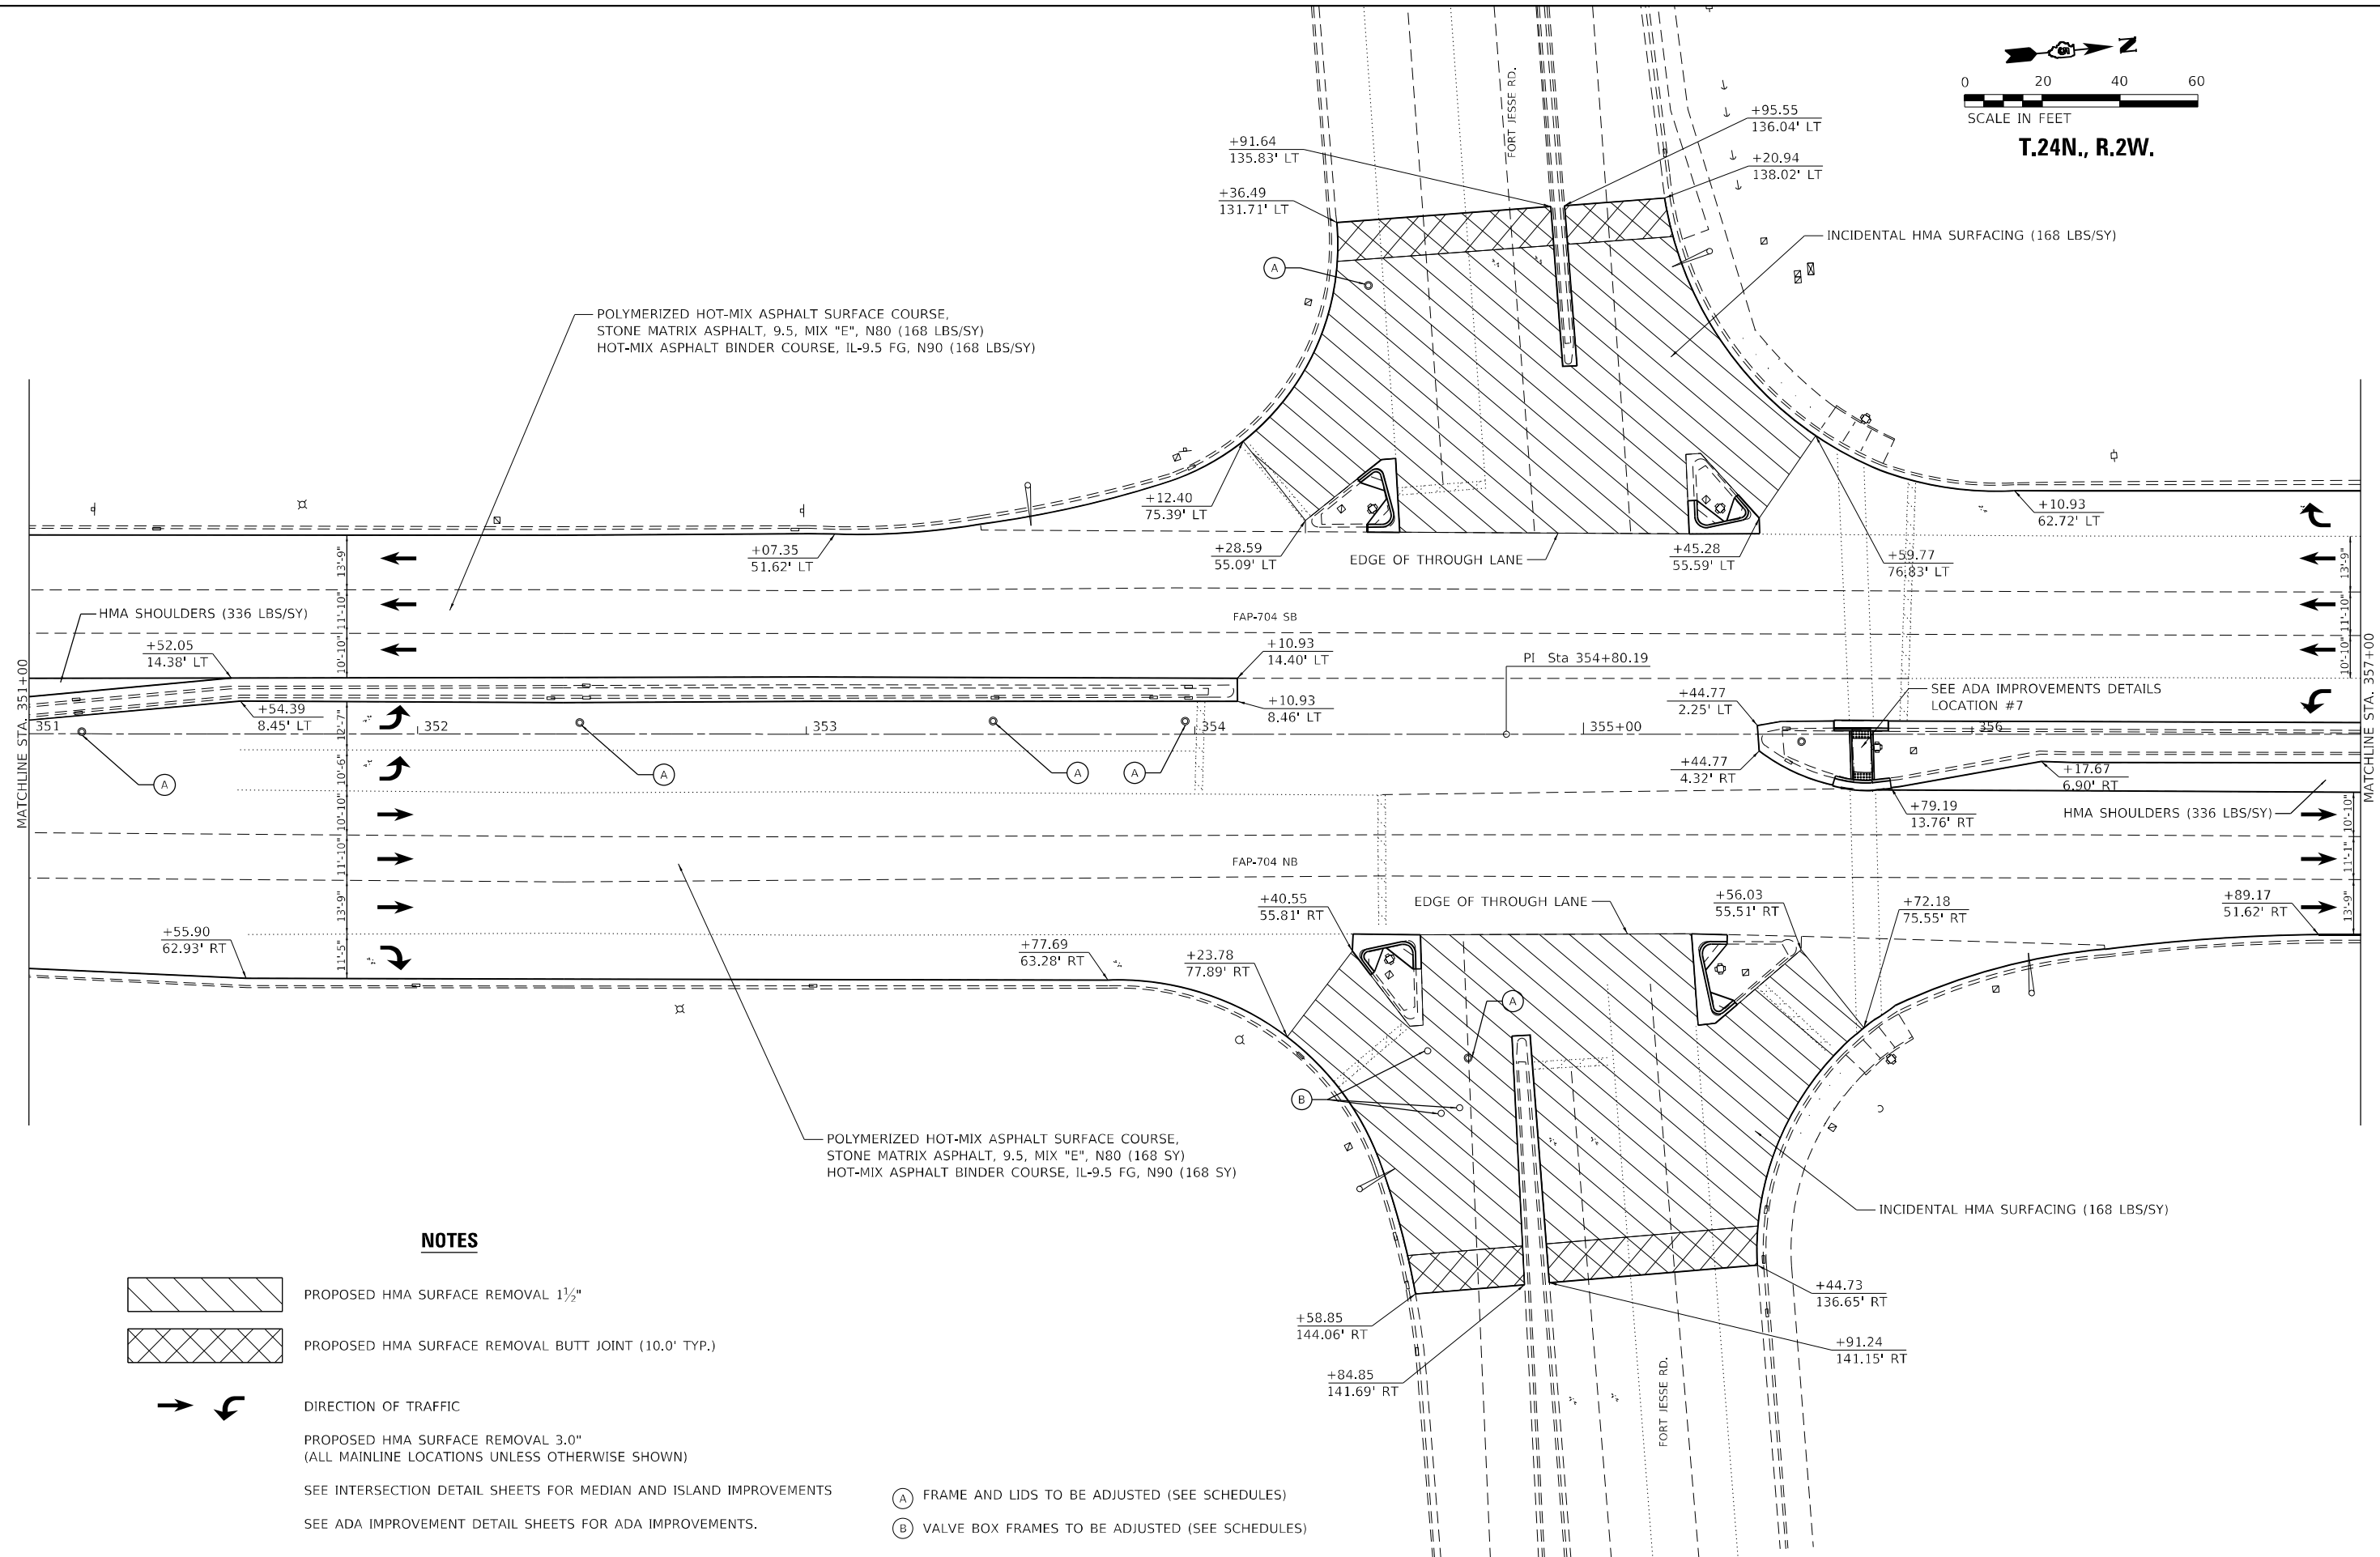 N
0 20 40 60
SCALE IN FEET
T.24N., R.2W.
FORT JESSE RD.
+95.55
136.04' LT
+91.64
135.83' LT
+20.94
138.02' LT
+36.49
131.71' LT
INCIDENTAL HMA SURFACING (168 LBS/SY)
A
POLYMERIZED HOT-MIX ASPHALT SURFACE COURSE,
STONE MATRIX ASPHALT, 9.5, MIX "E", N80 (168 LBS/SY)
HOT-MIX ASPHALT BINDER COURSE, IL-9.5 FG, N90 (168 LBS/SY)
+12.40
75.39' LT
+10.93
62.72' LT
+07.35
51.62' LT
+28.59
55.09' LT
EDGE OF THROUGH LANE
+45.28
55.59' LT
+59.77
76.83' LT
13'-9"
11'-10"
10'-10"
13'-9"
11'-10"
10'-10"
HMA SHOULDERS (336 LBS/SY)
FAP-704 SB
+52.05
14.38' LT
+10.93
14.40' LT
PI Sta 354+80.19
MATCHLINE STA. 351+00
MATCHLINE STA. 357+00
SEE ADA IMPROVEMENTS DETAILS
LOCATION #7
+44.77
2.25' LT
+54.39
8.45' LT
+10.93
8.46' LT
351 352 353 354 355+00 356
12'-7"
10'-6"
10'-10"
11'-10"
13'-9"
11'-5"
A
A
A
A
+44.77
4.32' RT
+17.67
6.90' RT
+79.19
13.76' RT
HMA SHOULDERS (336 LBS/SY)
10'-10"
11'-1"
13'-9"
FAP-704 NB
+40.55
55.81' RT
EDGE OF THROUGH LANE
+56.03
55.51' RT
+72.18
75.55' RT
+89.17
51.62' RT
+55.90
62.93' RT
+77.69
63.28' RT
+23.78
77.89' RT
A
B
POLYMERIZED HOT-MIX ASPHALT SURFACE COURSE,
STONE MATRIX ASPHALT, 9.5, MIX "E", N80 (168 SY)
HOT-MIX ASPHALT BINDER COURSE, IL-9.5 FG, N90 (168 SY)
INCIDENTAL HMA SURFACING (168 LBS/SY)
+44.73
136.65' RT
+58.85
144.06' RT
+91.24
141.15' RT
+84.85
141.69' RT
FORT JESSE RD.
NOTES
PROPOSED HMA SURFACE REMOVAL 1½"
PROPOSED HMA SURFACE REMOVAL BUTT JOINT (10.0' TYP.)
DIRECTION OF TRAFFIC
PROPOSED HMA SURFACE REMOVAL 3.0"
(ALL MAINLINE LOCATIONS UNLESS OTHERWISE SHOWN)
SEE INTERSECTION DETAIL SHEETS FOR MEDIAN AND ISLAND IMPROVEMENTS
SEE ADA IMPROVEMENT DETAIL SHEETS FOR ADA IMPROVEMENTS.
A FRAME AND LIDS TO BE ADJUSTED (SEE SCHEDULES)
B VALVE BOX FRAMES TO BE ADJUSTED (SEE SCHEDULES)